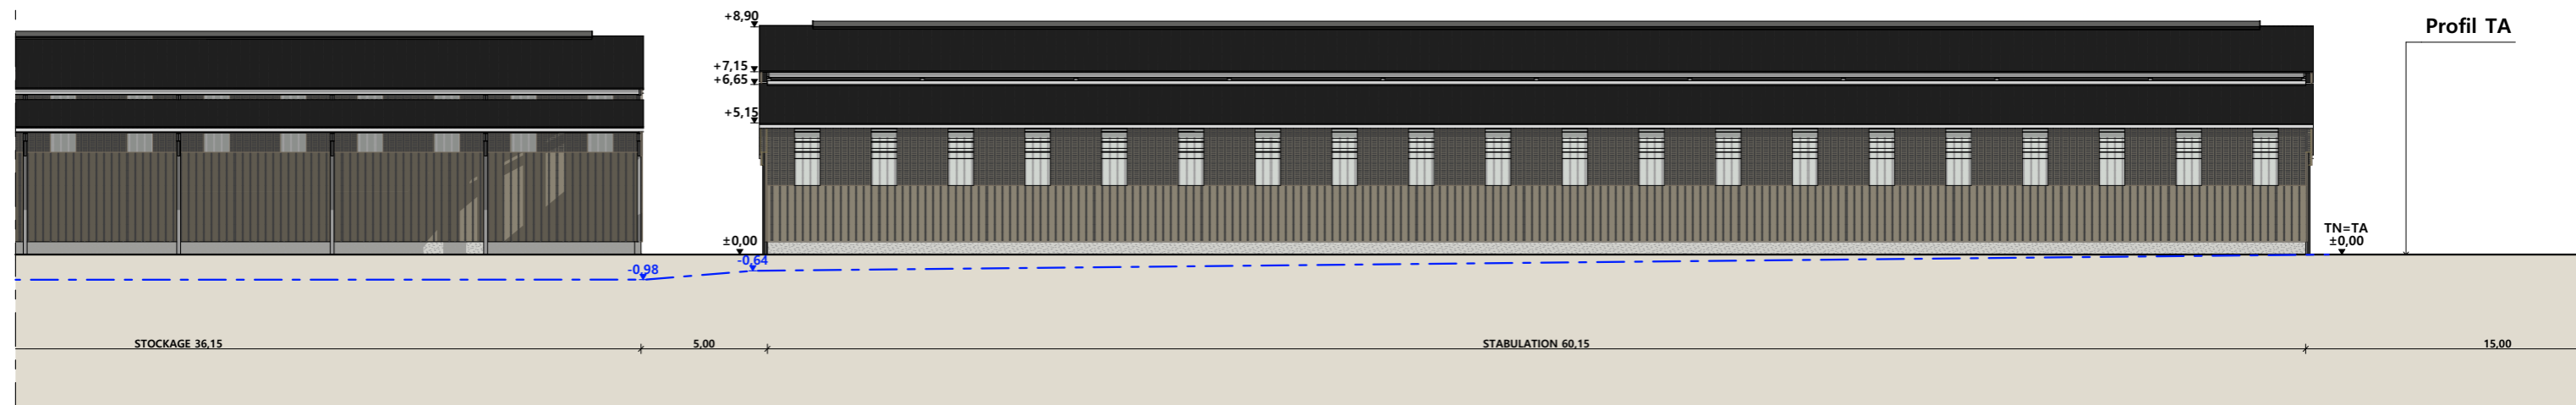 +8,90
Profil TA
+7,15
+6,65
+5,15
±0,00
TN=TA
±0,00
-0,98
-0,64
STOCKAGE 36,15
5,00
STABULATION 60,15
15,00